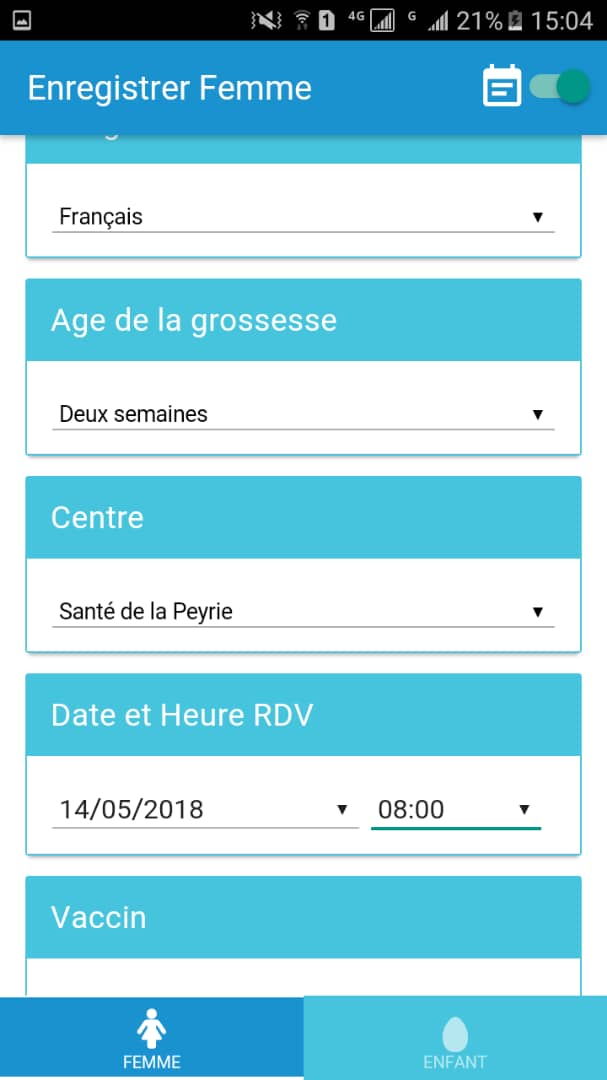 4G G 21% 15:04
Enregistrer Femme
Français
Age de la grossesse
Deux semaines
Centre
Santé de la Peyrie
Date et Heure RDV
14/05/2018 08:00
Vaccin
FEMME ENFANT